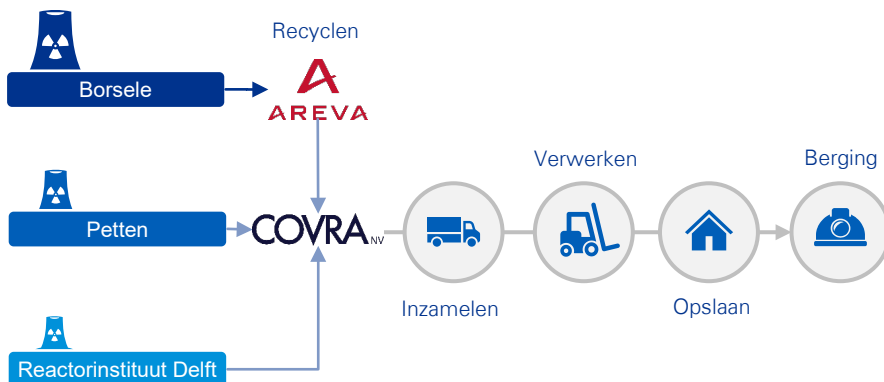 Recyclen
Borsele
AREVA
Verwerken
Berging
Petten
COVRA NV
Inzamelen
Opslaan
Reactorinstituut Delft